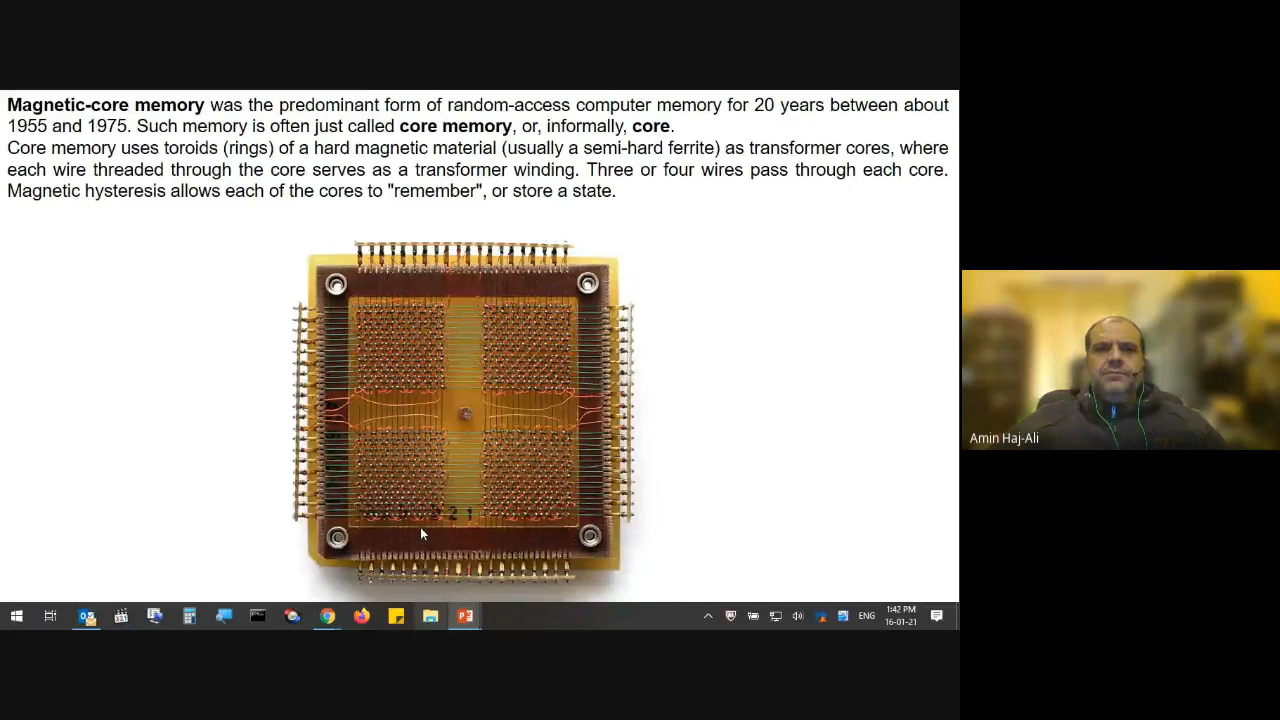 Magnetic-core memory was the predominant form of random-access computer memory for 20 years between about
1955 and 1975. Such memory is often just called core memory, or, informally, core.
Core memory uses toroids (rings) of a hard magnetic material (usually a semi-hard ferrite) as transformer cores, where
each wire threaded through the core serves as a transformer winding. Three or four wires pass through each core.
Magnetic hysteresis allows each of the cores to "remember", or store a state.
2 1
Amin Haj-Ali
ENG
1:42 PM
16-01-21